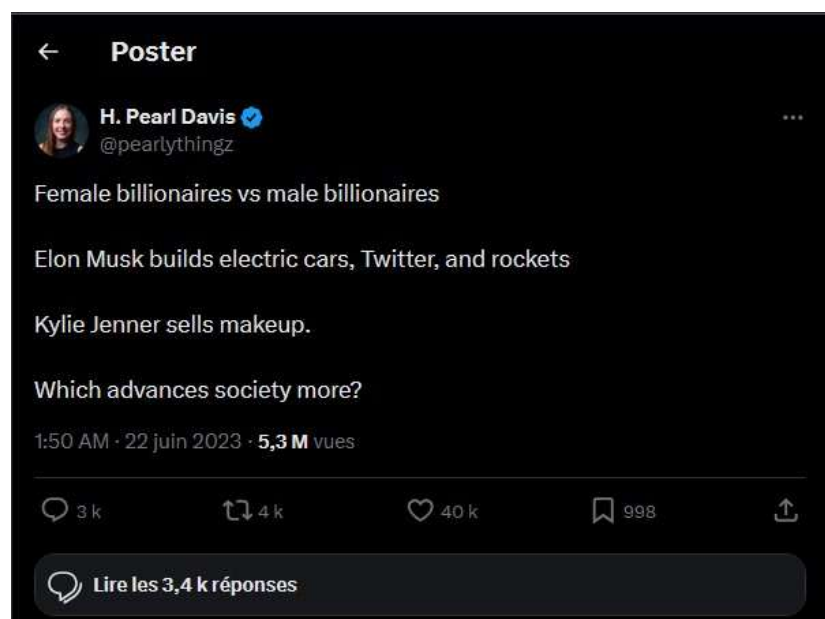 Poster
H. Pearl Davis
@pearlythingz
Female billionaires vs male billionaires
Elon Musk builds electric cars, Twitter, and rockets
Kylie Jenner sells makeup.
Which advances society more?
1:50 AM · 22 juin 2023 · 5,3 M vues
3 k 4 k 40 k 998
Lire les 3,4 k réponses